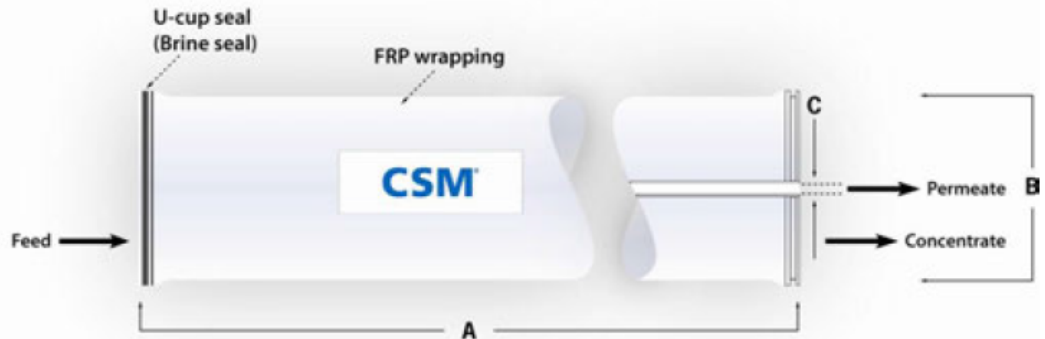 U-cup seal
(Brine seal)
FRP wrapping
C
CSM®
Permeate
B
Feed
Concentrate
A